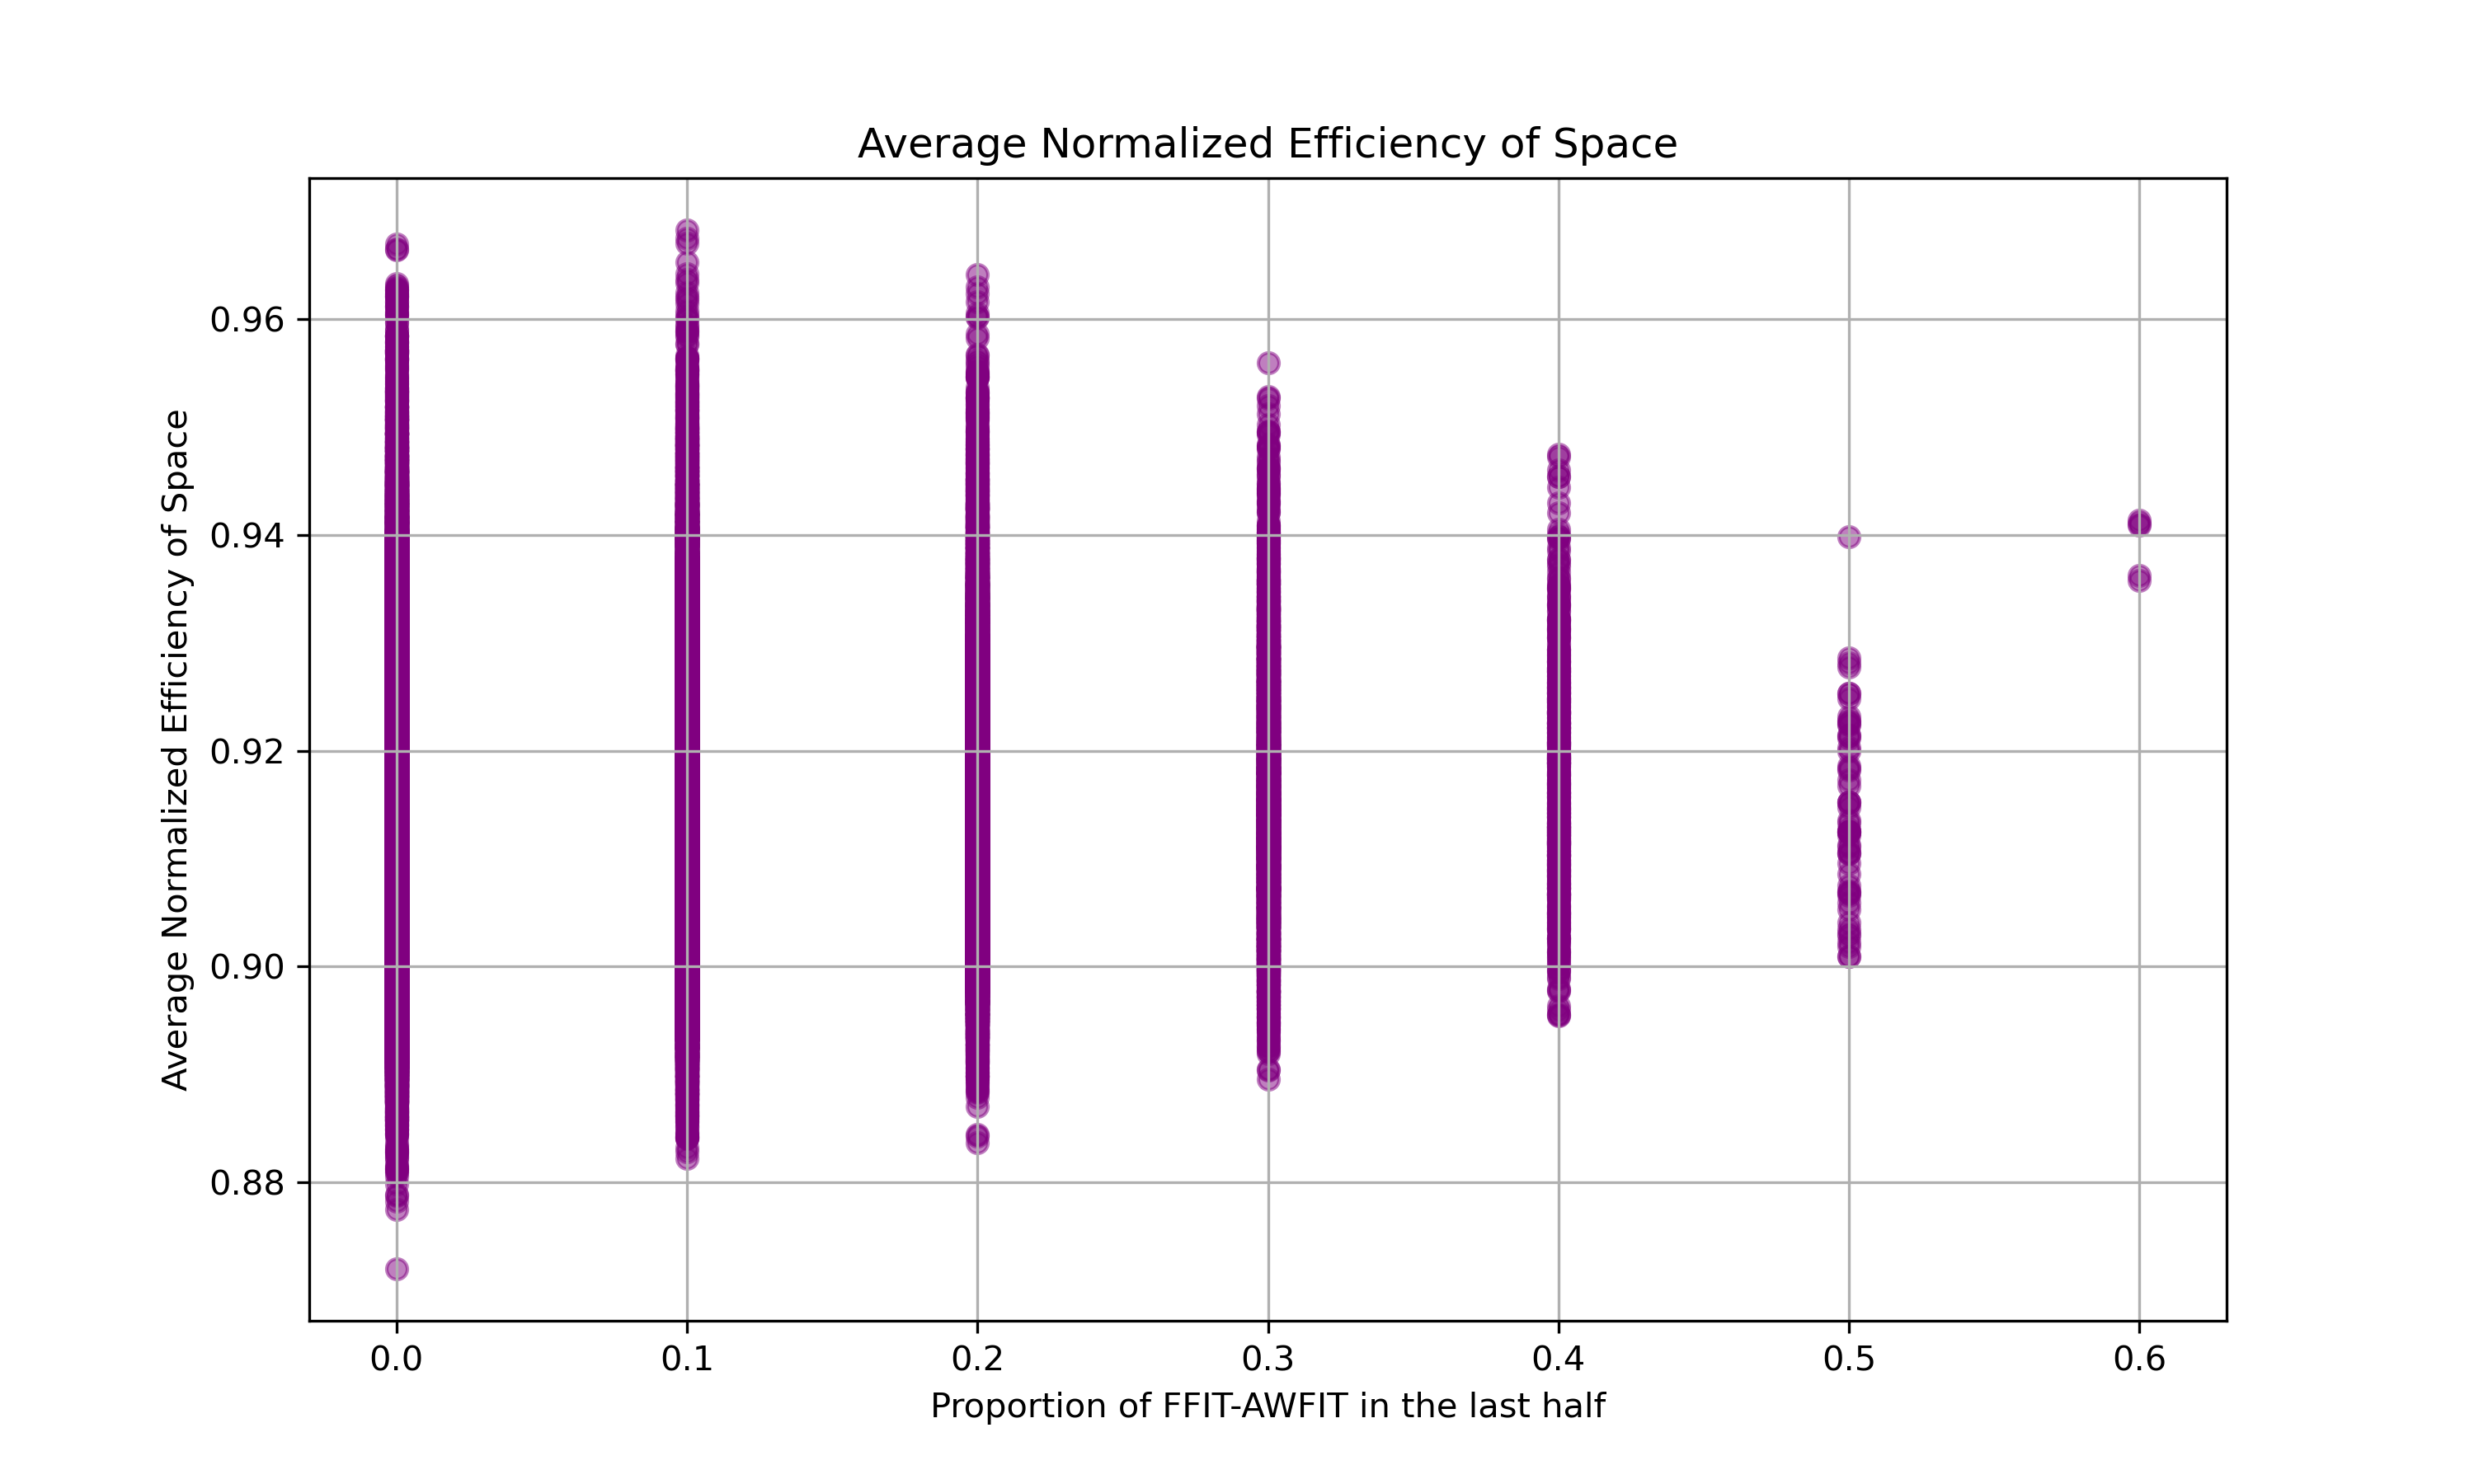 Average Normalized Efficiency of Space
Average Normalized Efficiency of Space
0.96
0.94
0.92
0.90
0.88
0.0 0.1 0.2 0.3 0.4 0.5 0.6
Proportion of FFIT-AWFIT in the last half